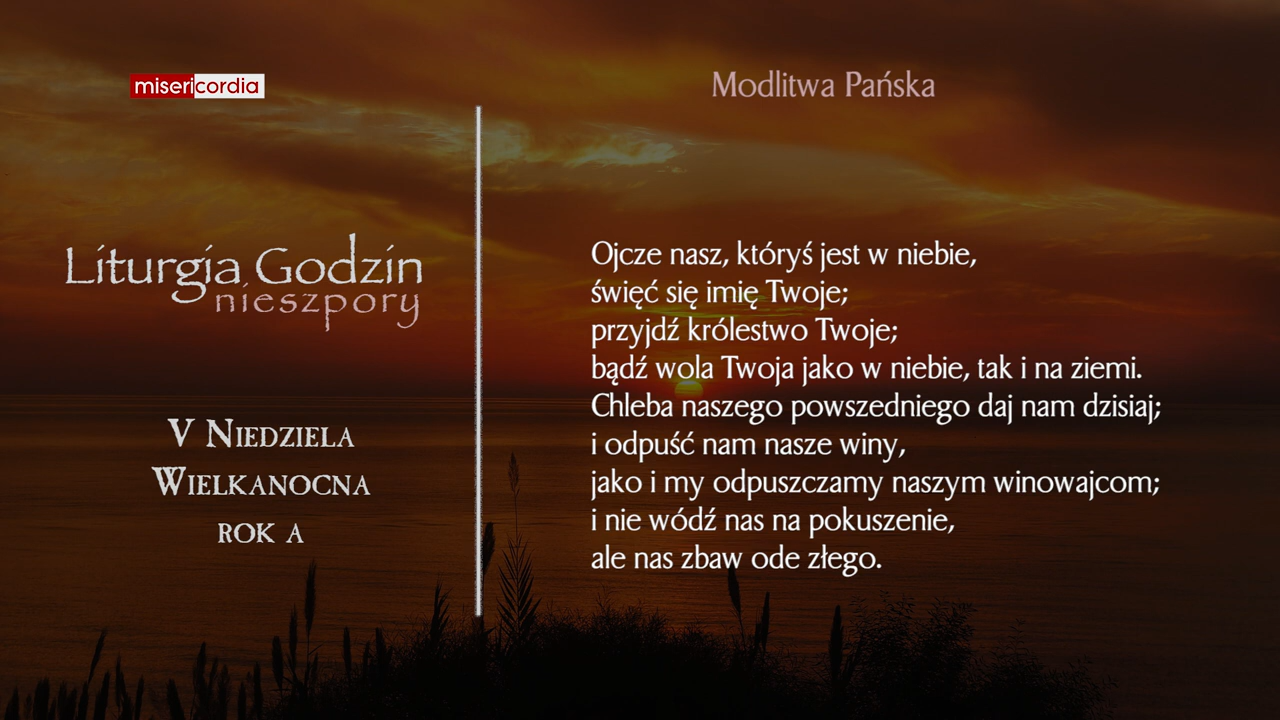 misericordia
Liturgia Godzin
nieszpory
V Niedziela
Wielkanocna
rok A
Modlitwa Pańska
Ojcze nasz, któryś jest w niebie,
święć się imię Twoje;
przyjdź królestwo Twoje;
bądź wola Twoja jako w niebie, tak i na ziemi.
Chleba naszego powszedniego daj nam dzisiaj;
i odpuść nam nasze winy,
jako i my odpuszczamy naszym winowajcom;
i nie wódź nas na pokuszenie,
ale nas zbaw ode złego.